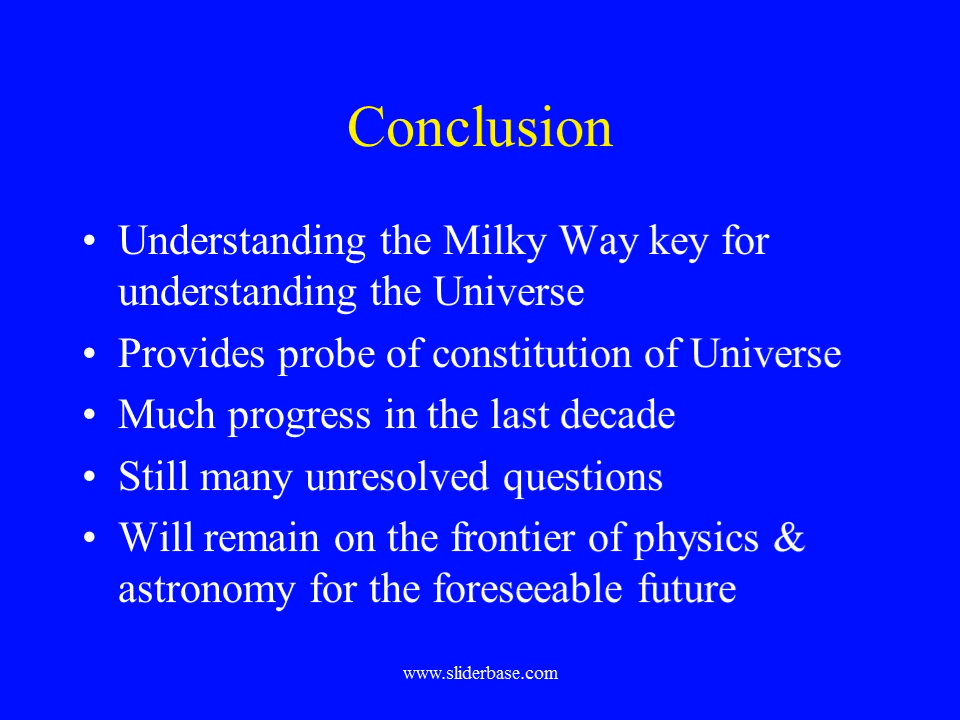 Conclusion
• Understanding the Milky Way key for
understanding the Universe
• Provides probe of constitution of Universe
• Much progress in the last decade
• Still many unresolved questions
• Will remain on the frontier of physics &
astronomy for the foreseeable future
www.sliderbase.com